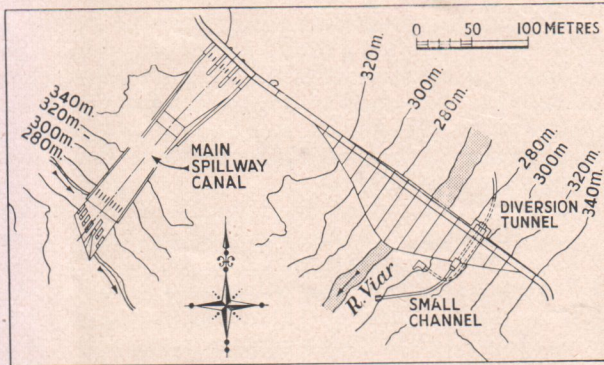 0 50 100 METRES
320m.
300m.
280m.
340m.
320m.
300m.
280m.
MAIN
SPILLWAY
CANAL
280m.
300m
320m.
340m.
DIVERSION
TUNNEL
R. Viar
SMALL
CHANNEL